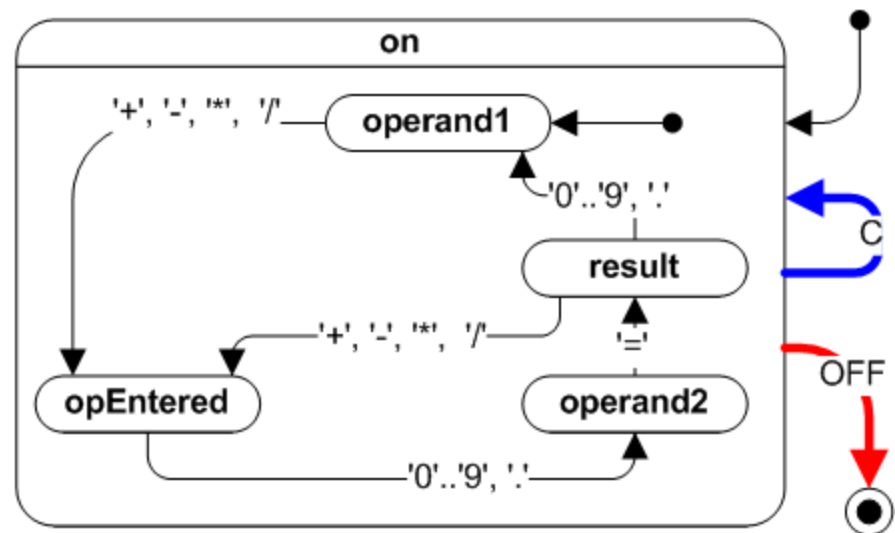 on
'+', '-', '*', '/'
operand1
'0'..'9', '.'
C
result
'+', '-', '*', '/'
'='
OFF
opEntered
operand2
'0'..'9', '.'